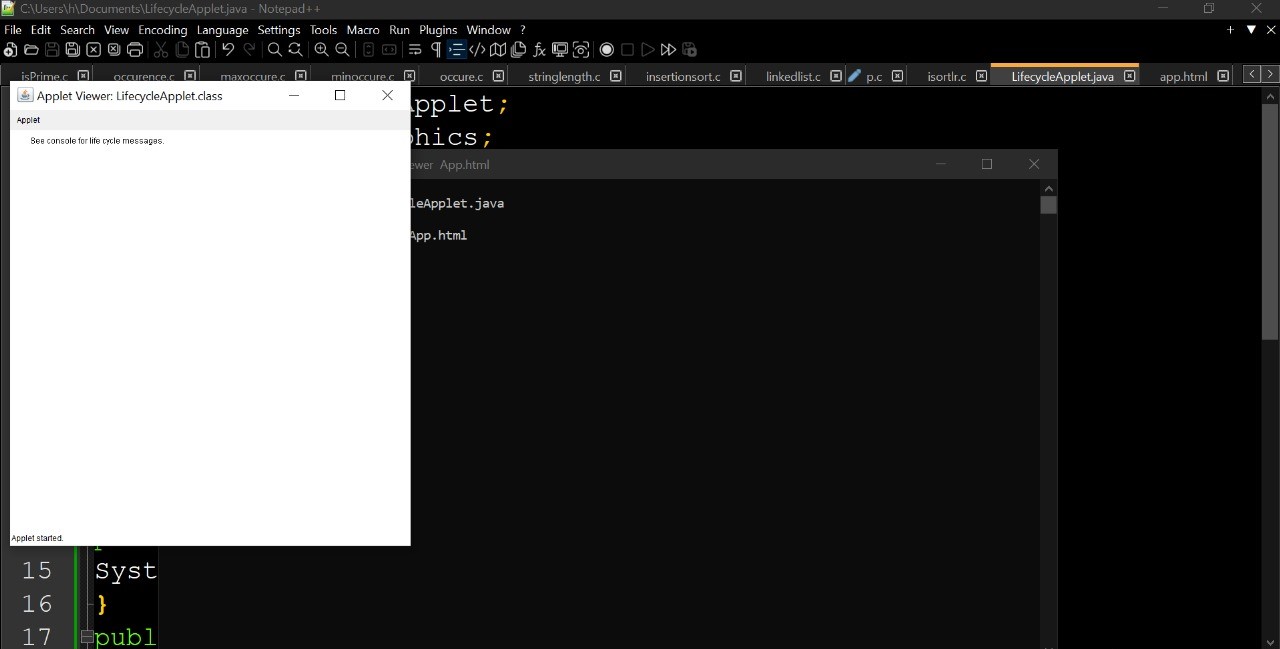 C:\Users\h\Documents\LifecycleApplet.java - Notepad++
File Edit Search View Encoding Language Settings Tools Macro Run Plugins Window ?
isPrime.c occurence.c maxoccure.c minoccure.c occure.c stringlength.c insertionsort.c linkedlist.c p.c isortlr.c LifecycleApplet.java app.html
Applet Viewer: LifecycleApplet.class
Applet
See console for life cycle messages.
Applet started.
pplet;
hics;
ewer App.html
leApplet.java
App.html
15 Syst
16 }
17 publ